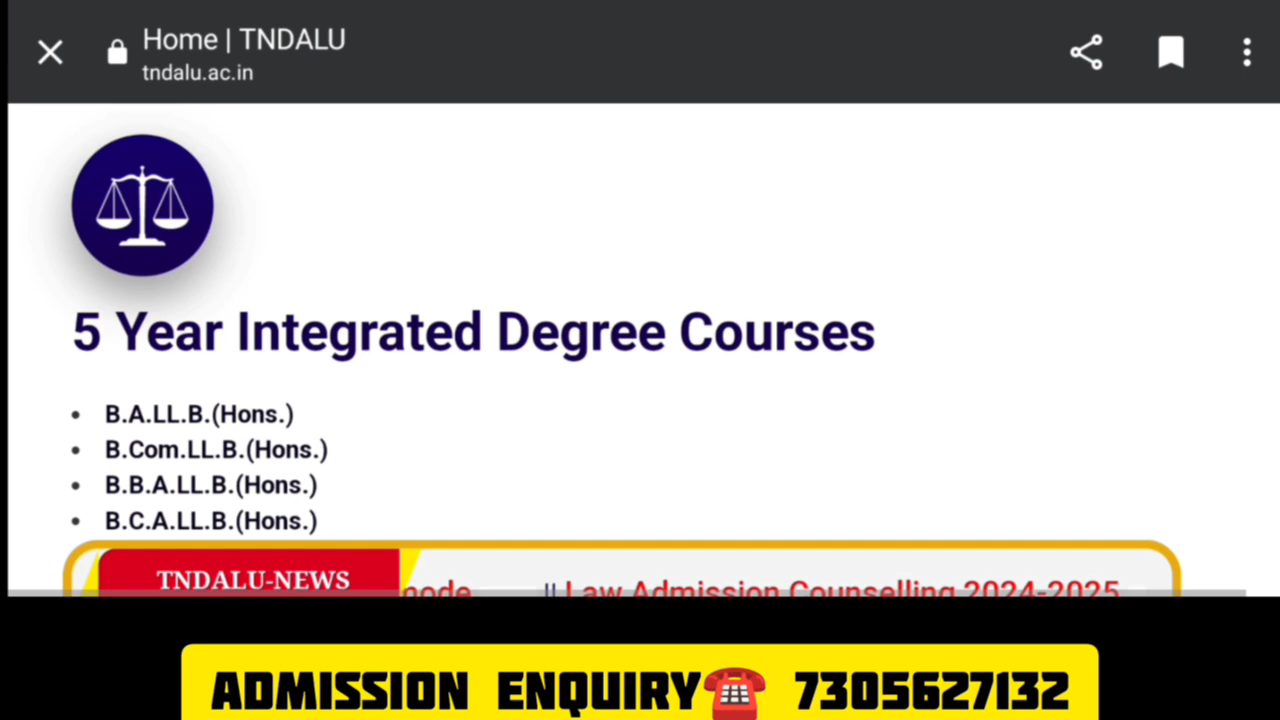 Home | TNDALU
tndalu.ac.in
5 Year Integrated Degree Courses
• B.A.LL.B.(Hons.)
• B.Com.LL.B.(Hons.)
• B.B.A.LL.B.(Hons.)
• B.C.A.LL.B.(Hons.)
TNDALU-NEWS node || Law Admission Counselling 2024-2025
ADMISSION ENQUIRY☎️ 7305627132